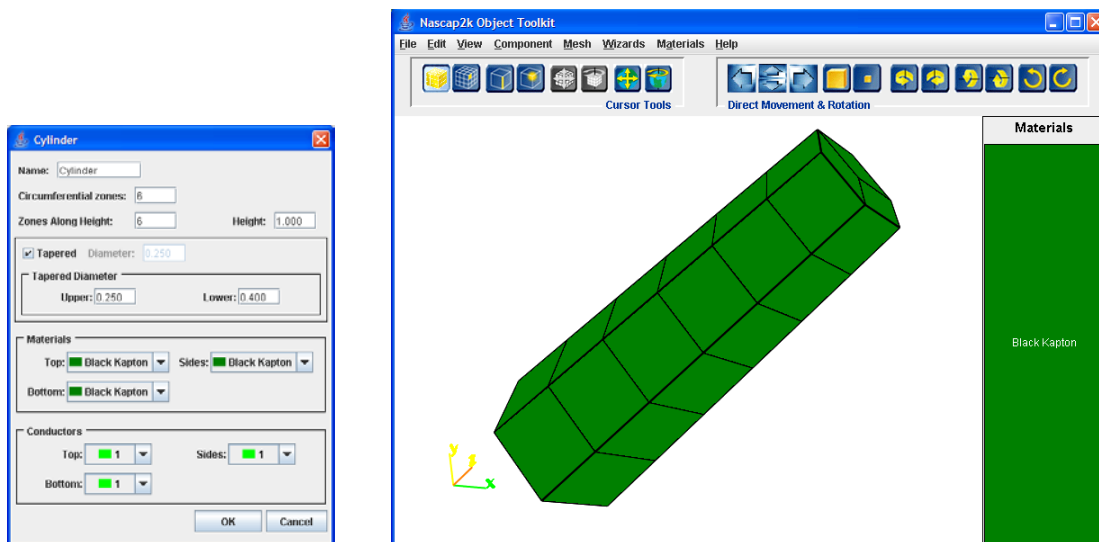 Cylinder
Name: Cylinder
Circumferential zones: 6
Zones Along Height: 6 Height: 1.000
Tapered Diameter: 0.250
Tapered Diameter
Upper: 0.250 Lower: 0.400
Materials
Top: Black Kapton Sides: Black Kapton
Bottom: Black Kapton
Conductors
Top: 1 Sides: 1
Bottom: 1
OK Cancel
Nascap2k Object Toolkit
File Edit View Component Mesh Wizards Materials Help
Cursor Tools Direct Movement & Rotation
Materials
Black Kapton
y
z
x